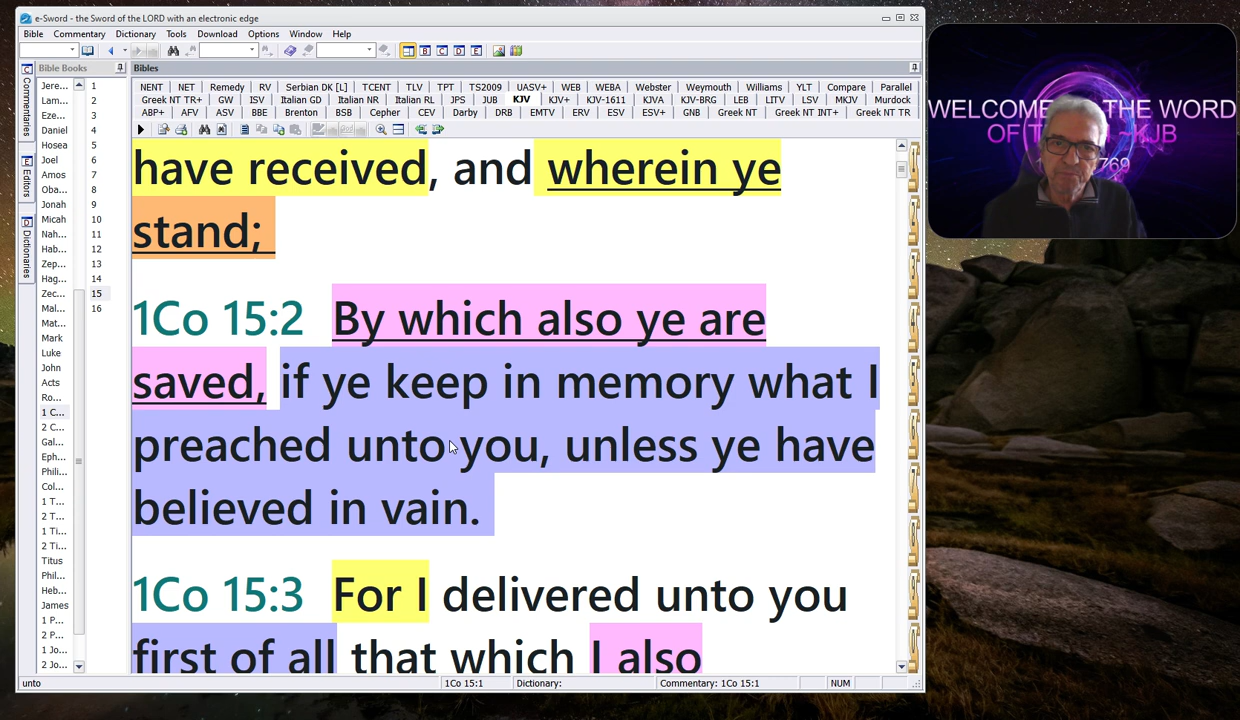 e-Sword - the Sword of the LORD with an electronic edge
Bible Commentary Dictionary Tools Download Options Window Help
B C D E
Bible Books
Bibles
Commentaries
Editors
Dictionaries
Jere...
Lam...
Eze...
Daniel
Hosea
Joel
Amos
Oba...
Jonah
Micah
Nah...
Hab...
Zep...
Hag...
Zec...
Mal...
Mat...
Mark
Luke
John
Acts
Ro...
1 C...
2 C...
Gal...
Eph...
Phili...
Col...
1 T...
2 T...
1 Ti...
2 Ti...
Titus
Phil...
Heb...
James
1 P...
2 P...
1 Jo...
2 Jo...
1
2
3
4
5
6
7
8
9
10
11
12
13
14
15
16
NENT NET Remedy RV Serbian DK [L] TCENT TLV TPT TS2009 UASV+ WEB WEBA Webster Weymouth Williams YLT Compare Parallel
Greek NT TR+ GW ISV Italian GD Italian NR Italian RL JPS JUB KJV KJV+ KJV-1611 KJVA KJV-BRG LEB LITV LSV MKJV Murdock
ABP+ AFV ASV BBE Brenton BSB Cepher CEV Darby DRB EMTV ERV ESV ESV+ GNB Greek NT Greek NT INT+ Greek NT TR
have received, and wherein ye
stand;
1Co 15:2 By which also ye are
saved, if ye keep in memory what I
preached unto you, unless ye have
believed in vain.
1Co 15:3 For I delivered unto you
first of all that which I also
unto 1Co 15:1 Dictionary: Commentary: 1Co 15:1 NUM
WELCOME THE WORD
OF KJB
769